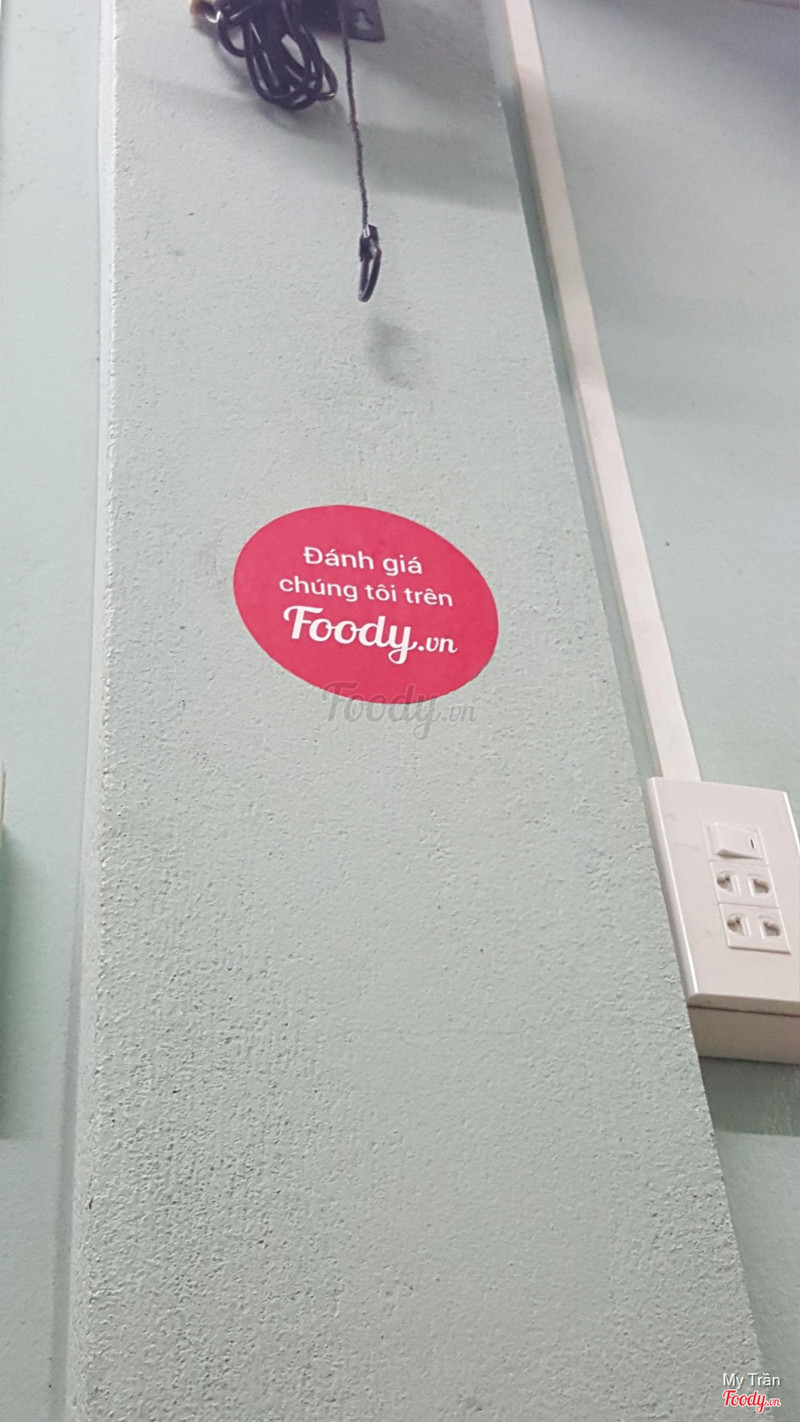 Đánh giá
chúng tôi trên
Foody.vn
Foody.vn
My Trần
Foody.vn